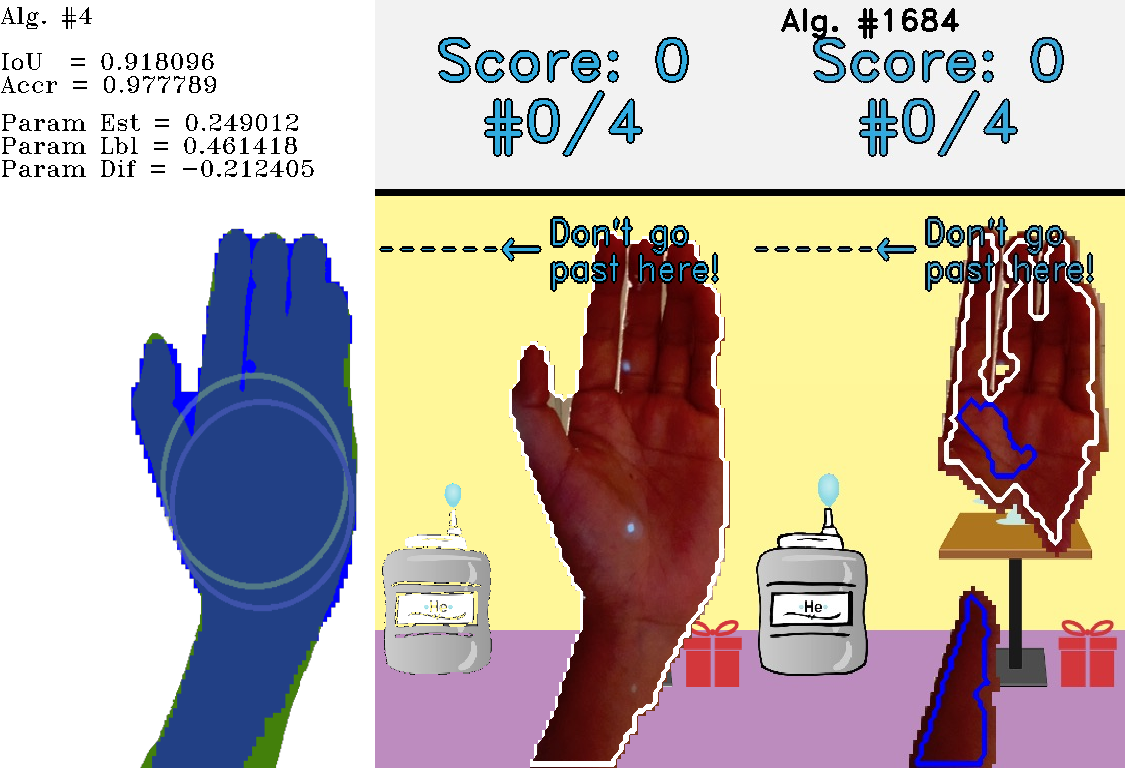 Alg. #4
IoU = 0.918096
Accr = 0.977789
Param Est = 0.249012
Param Lbl = 0.461418
Param Dif = -0.212405
Score: 0
#0/4
Don't go
past here!
He
Alg. #1684
Score: 0
#0/4
Don't go
past here!
He